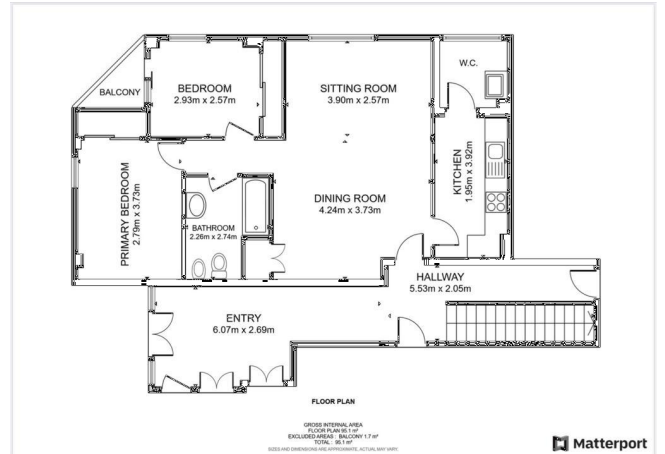 W.C.
BEDROOM
2.93m x 2.57m
SITTING ROOM
3.90m x 2.57m
BALCONY
KITCHEN
1.95m x 3.92m
PRIMARY BEDROOM
2.79m x 3.73m
DINING ROOM
4.24m x 3.73m
BATHROOM
2.26m x 2.74m
HALLWAY
5.53m x 2.05m
ENTRY
6.07m x 2.69m
FLOOR PLAN
GROSS INTERNAL AREA
FLOOR PLAN 95.1 m²
EXCLUDED AREAS : BALCONY 1.7 m²
TOTAL : 95.1 m²
SIZES AND DIMENSIONS ARE APPROXIMATE, ACTUAL MAY VARY.
Matterport